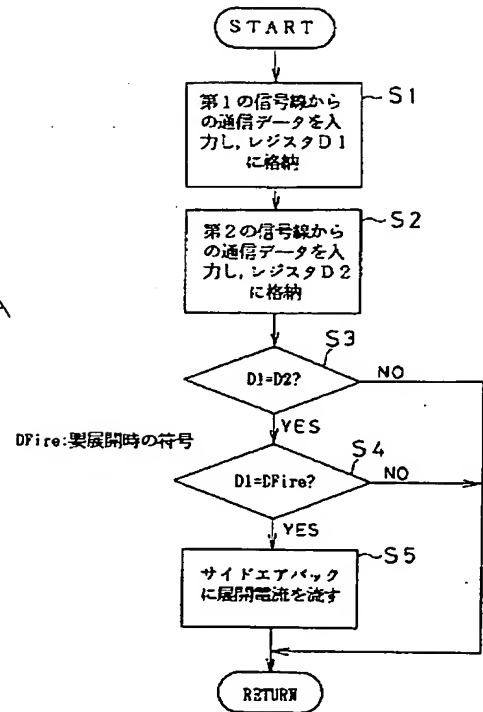 START
第1の信号線から
の通信データを入
力し,レジスタD1
に格納
S1
第2の信号線から
の通信データを入
力し,レジスタD2
に格納
S2
S3
D1=D2?
NO
YES
DFire:要展開時の符号
S4
D1=DFire?
NO
YES
サイドエアバック
に展開電流を流す
S5
RETURN